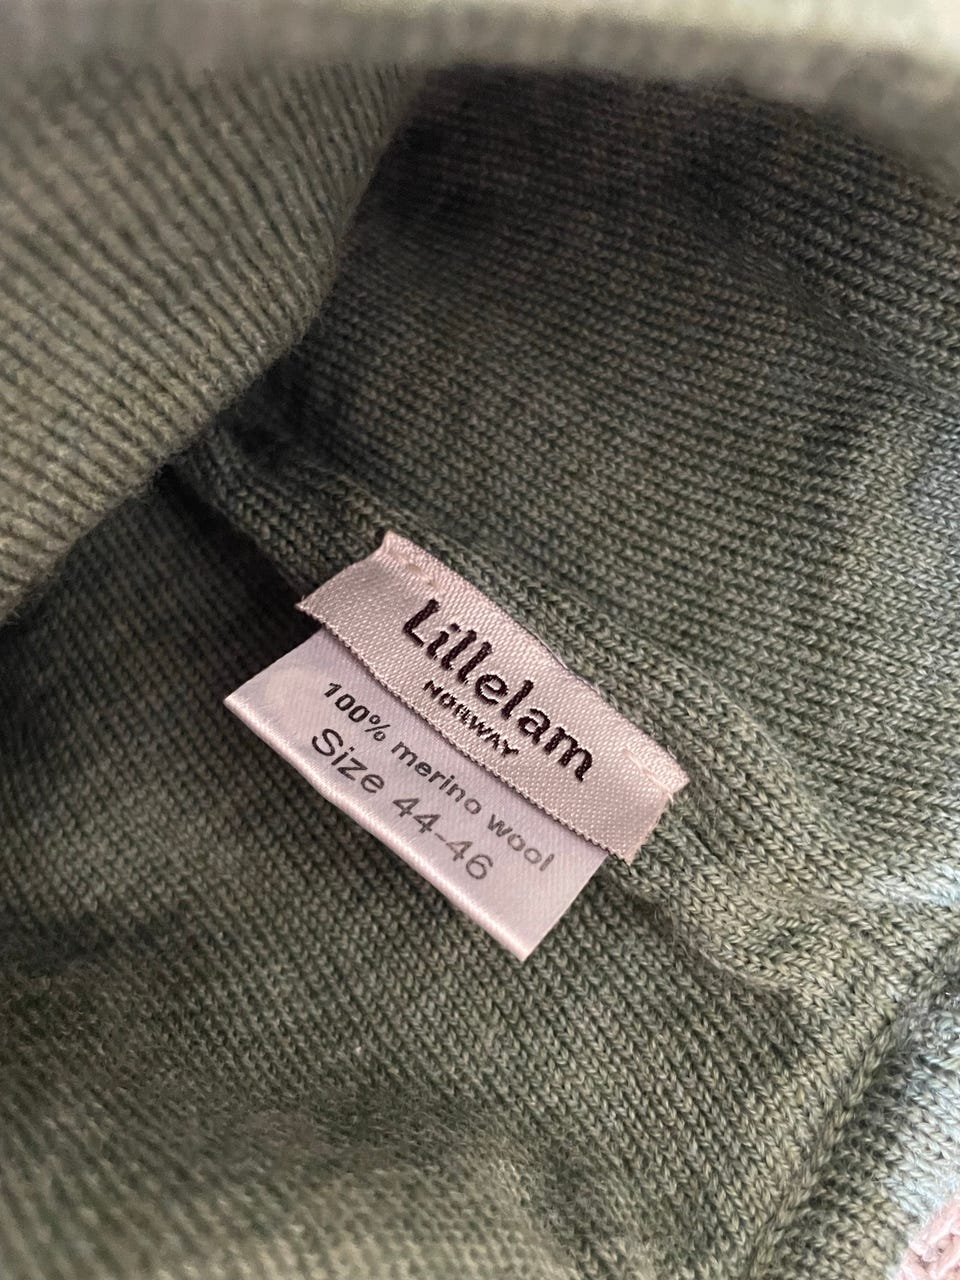 Lillelam
NORWAY
100% merino wool
Size 44-46